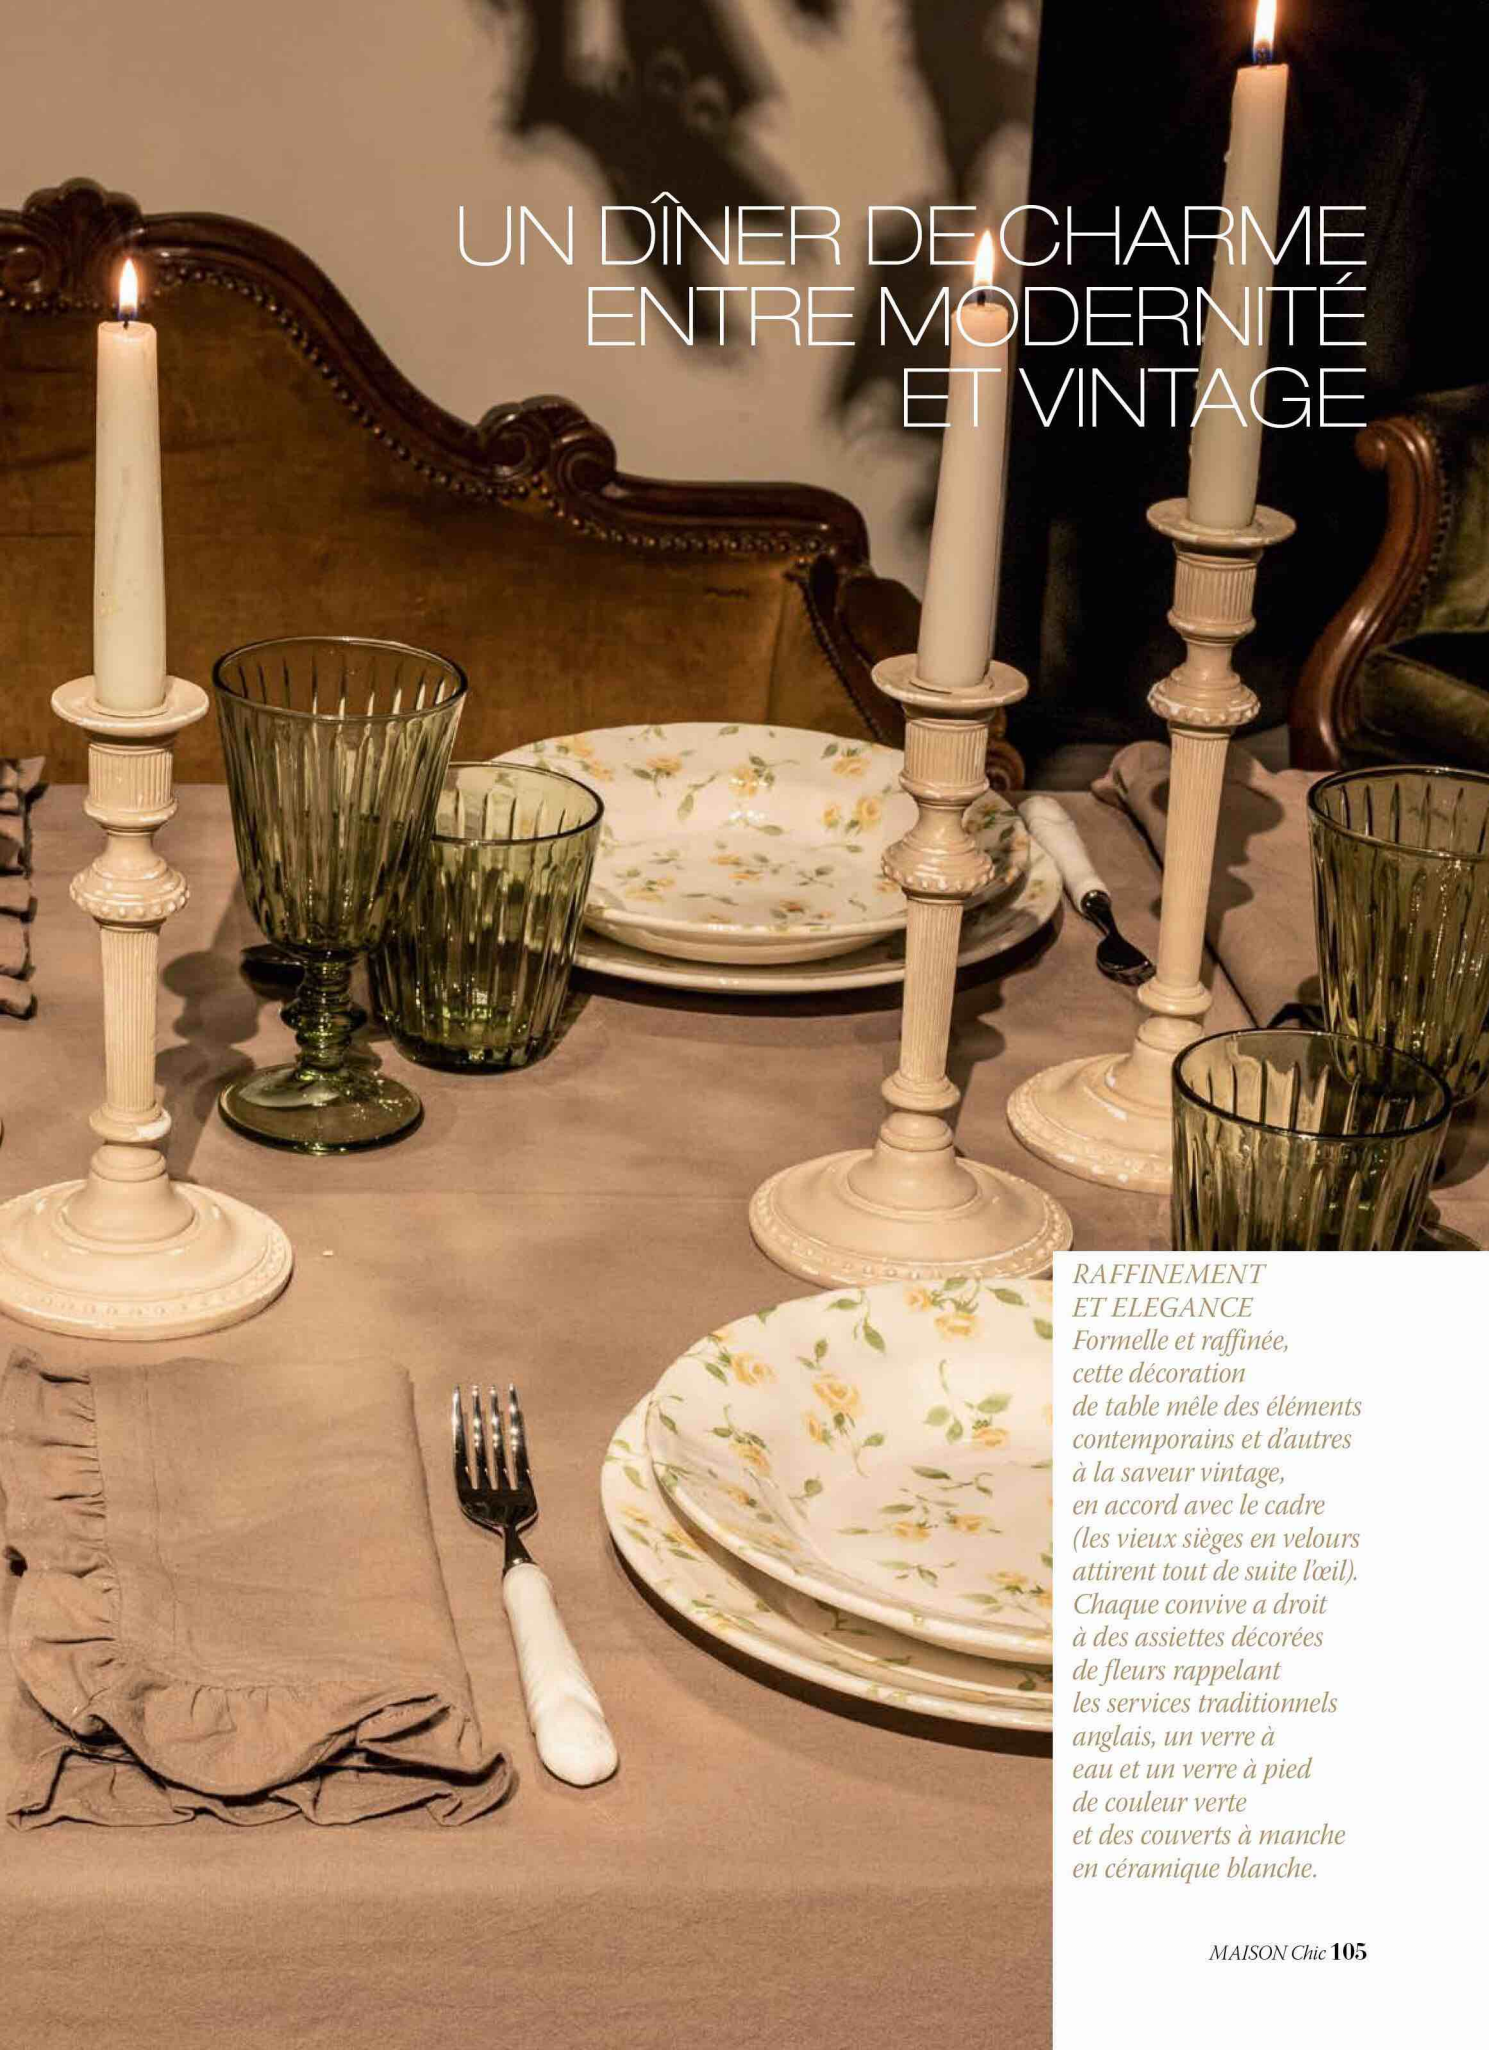 UN DÎNER DE CHARME
ENTRE MODERNITÉ
ET VINTAGE
RAFFINEMENT
ET ELEGANCE
Formelle et raffinée,
cette décoration
de table mêle des éléments
contemporains et d'autres
à la saveur vintage,
en accord avec le cadre
(les vieux sièges en velours
attirent tout de suite l'œil).
Chaque convive a droit
à des assiettes décorées
de fleurs rappelant
les services traditionnels
anglais, un verre à
eau et un verre à pied
de couleur verte
et des couverts à manche
en céramique blanche.
MAISON Chic 105